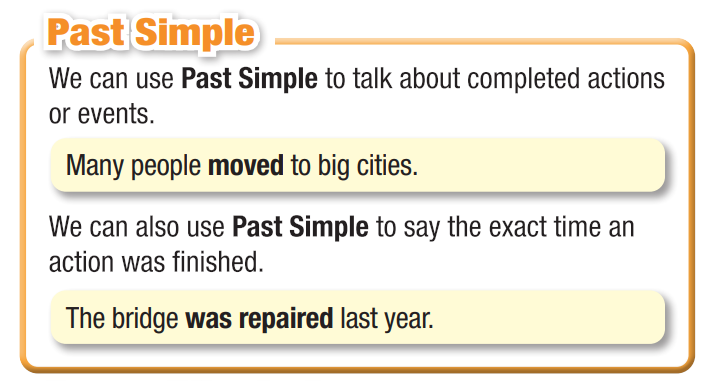 Past Simple
We can use Past Simple to talk about completed actions
or events.
Many people moved to big cities.
We can also use Past Simple to say the exact time an
action was finished.
The bridge was repaired last year.